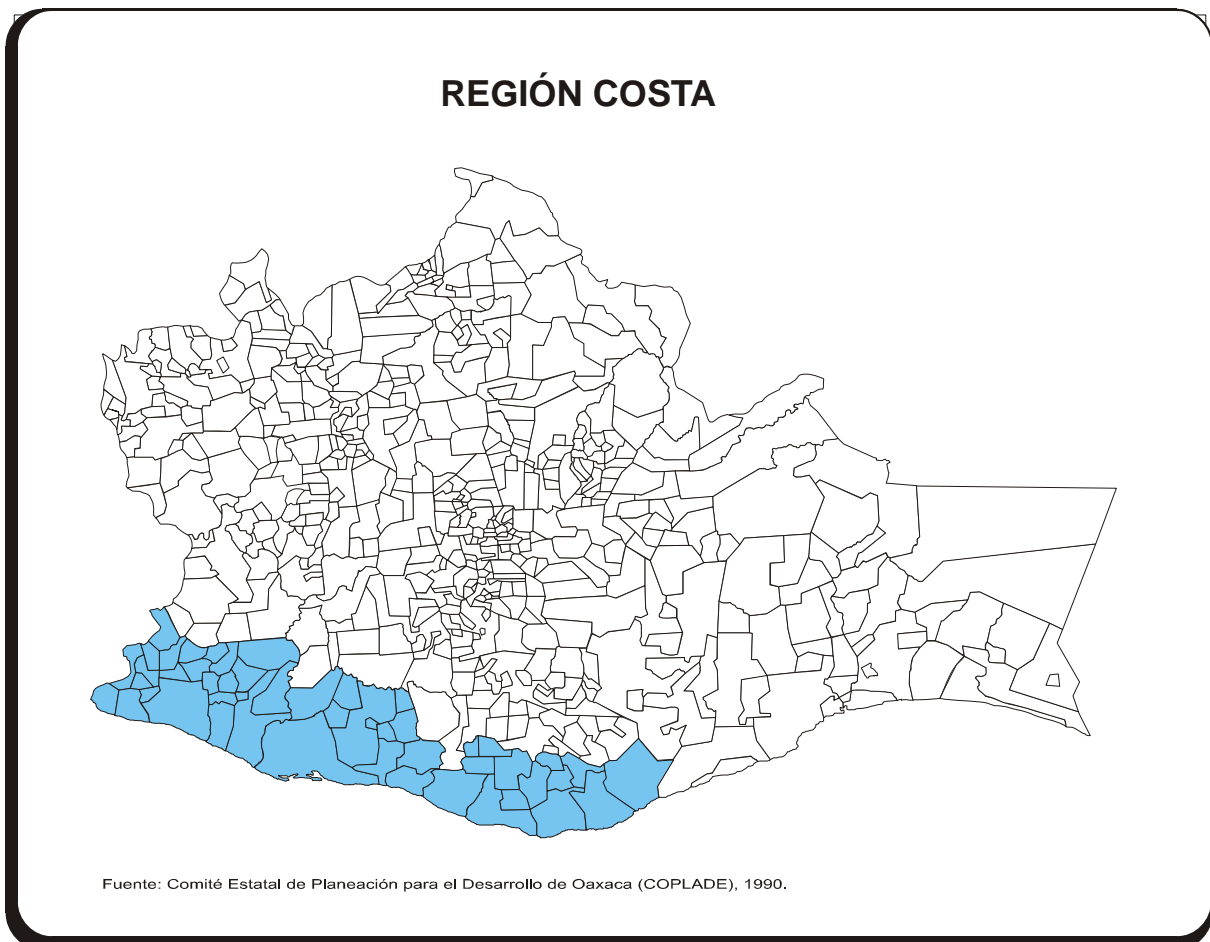 REGIÓN COSTA
Fuente: Comité Estatal de Planeación para el Desarrollo de Oaxaca (COPLADE), 1990.